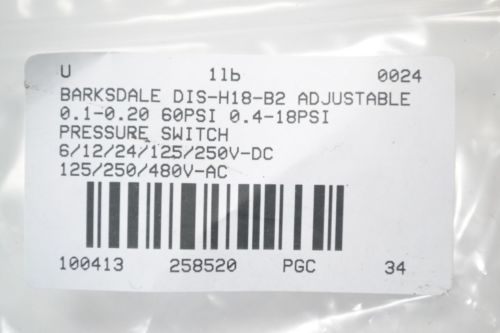 U 1lb 0024
BARKSDALE DIS-H18-B2 ADJUSTABLE
0.1-0.20 60PSI 0.4-18PSI
PRESSURE SWITCH
6/12/24/125/250V-DC
125/250/480V-AC
100413 258520 PGC 34